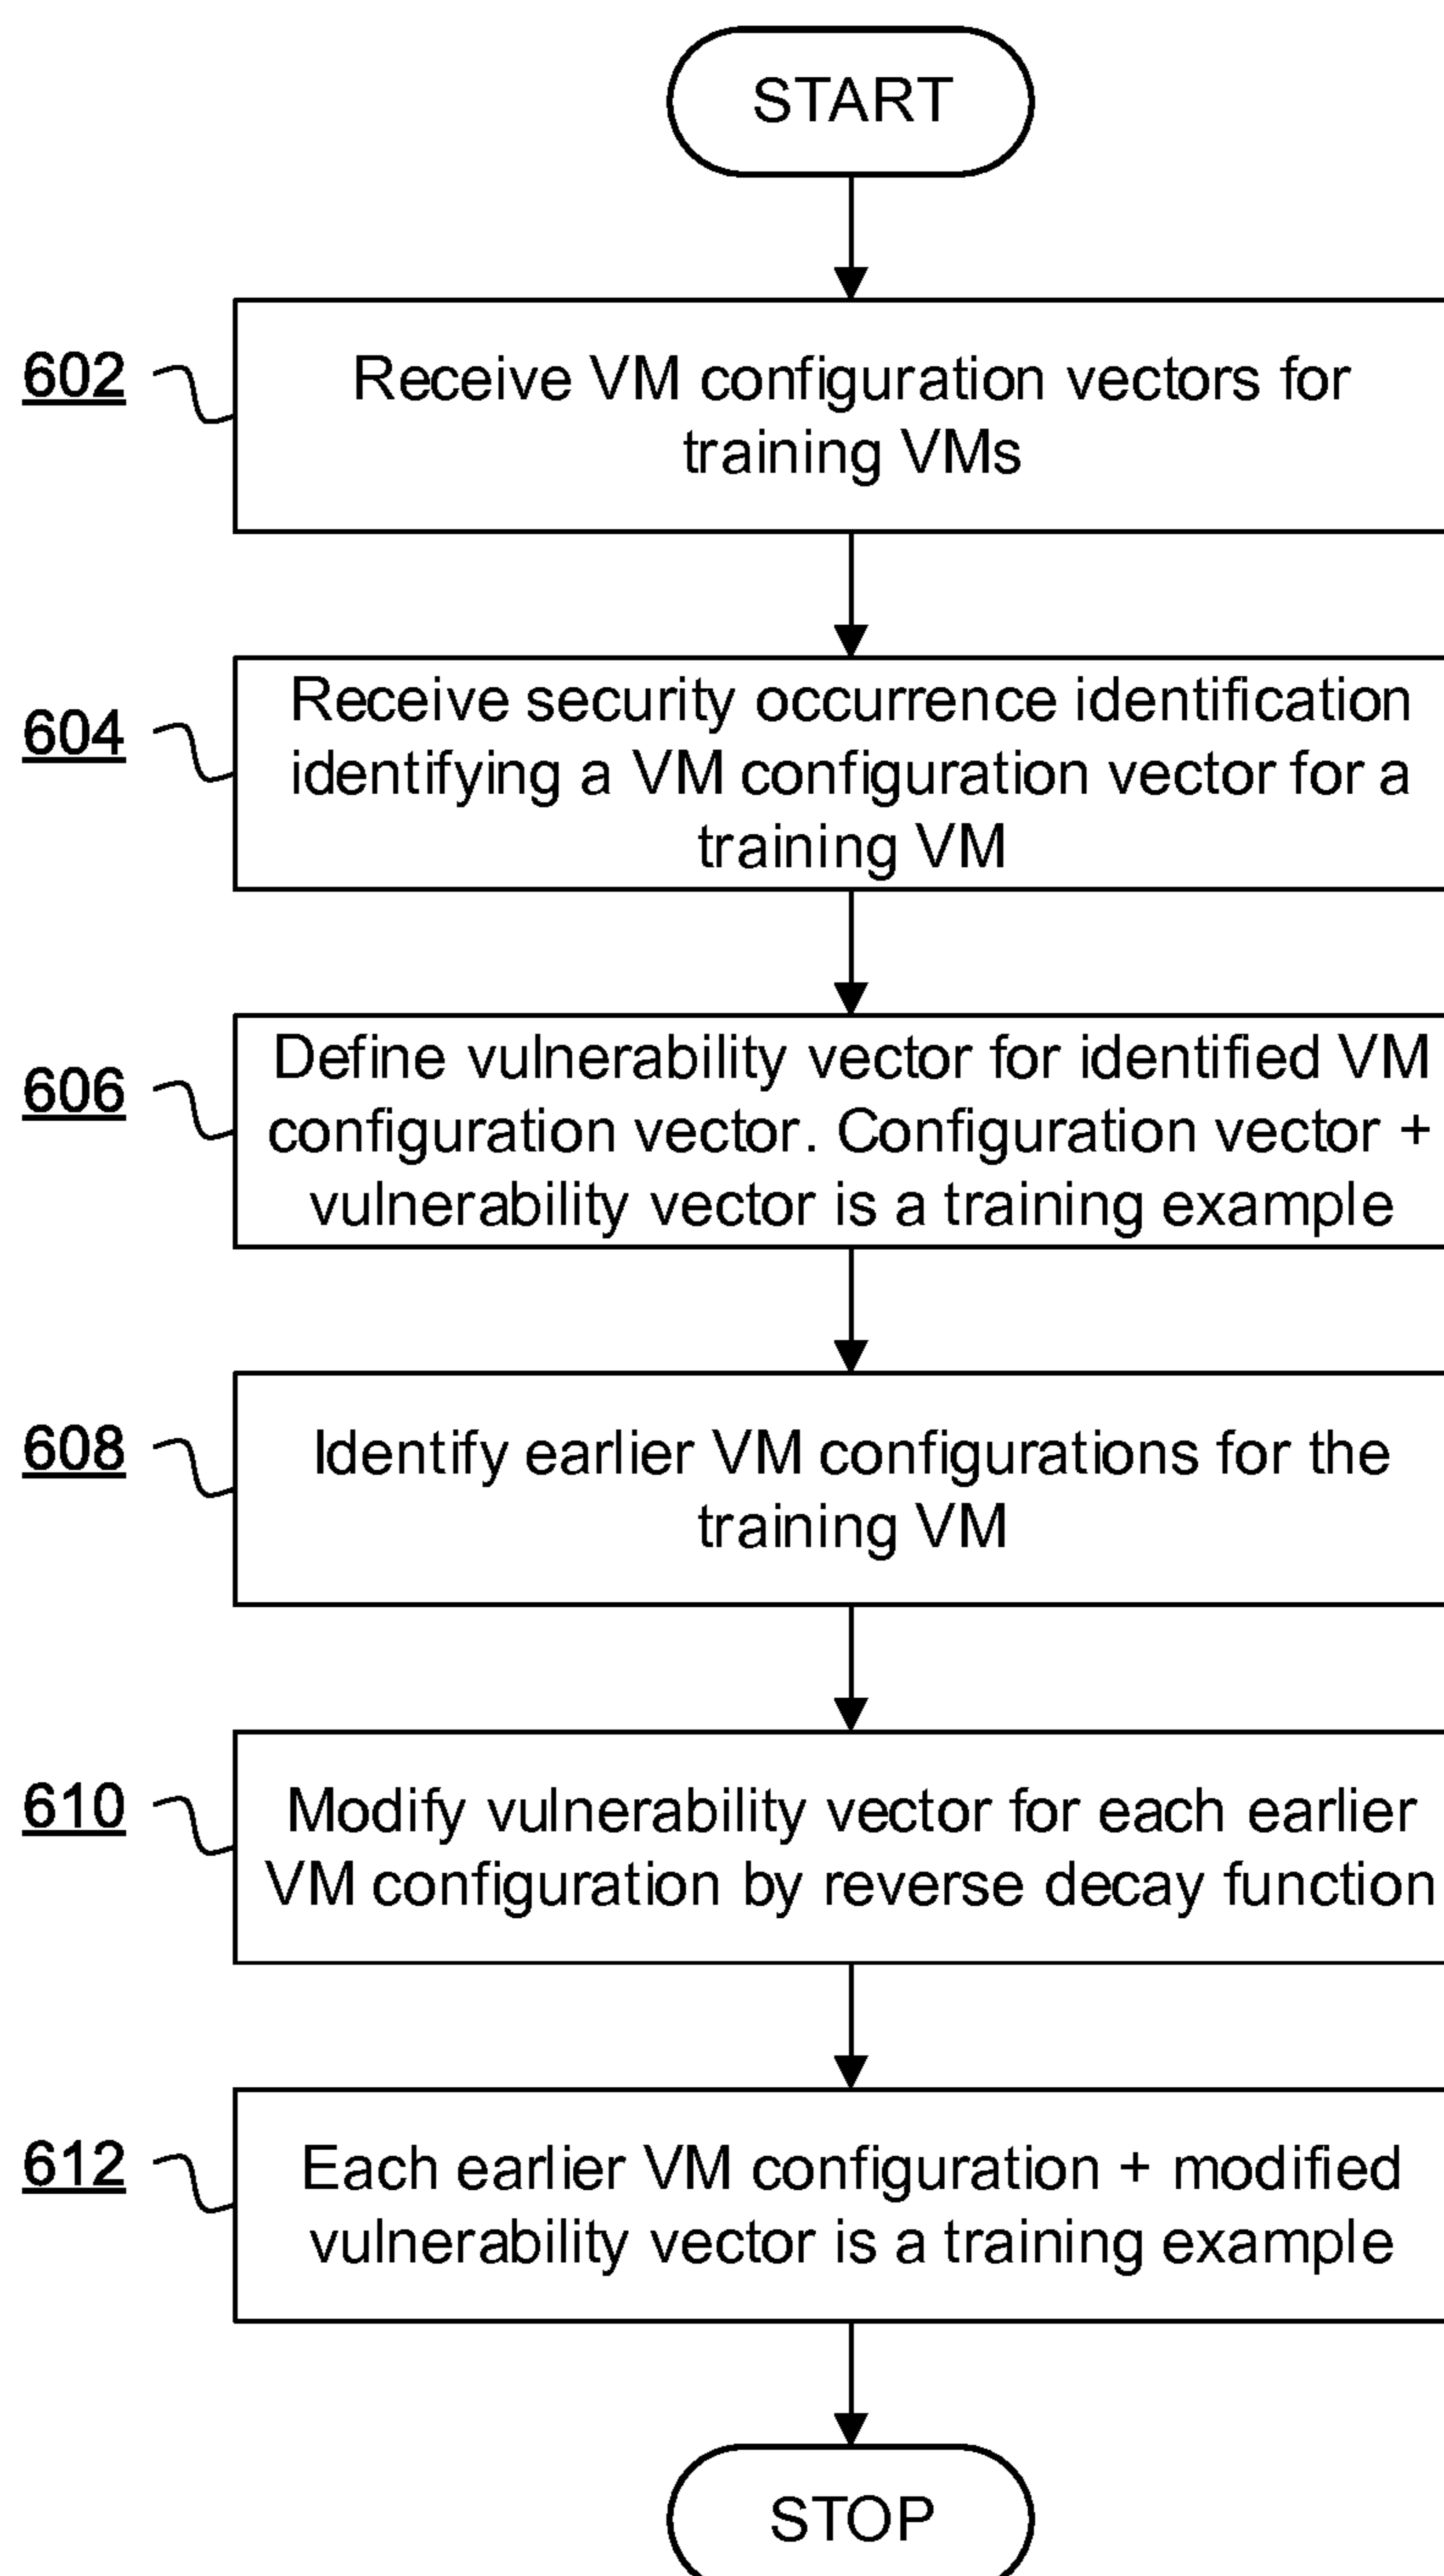 START
602
Receive VM configuration vectors for
training VMs
604
Receive security occurrence identification
identifying a VM configuration vector for a
training VM
606
Define vulnerability vector for identified VM
configuration vector. Configuration vector +
vulnerability vector is a training example
608
Identify earlier VM configurations for the
training VM
610
Modify vulnerability vector for each earlier
VM configuration by reverse decay function
612
Each earlier VM configuration + modified
vulnerability vector is a training example
STOP